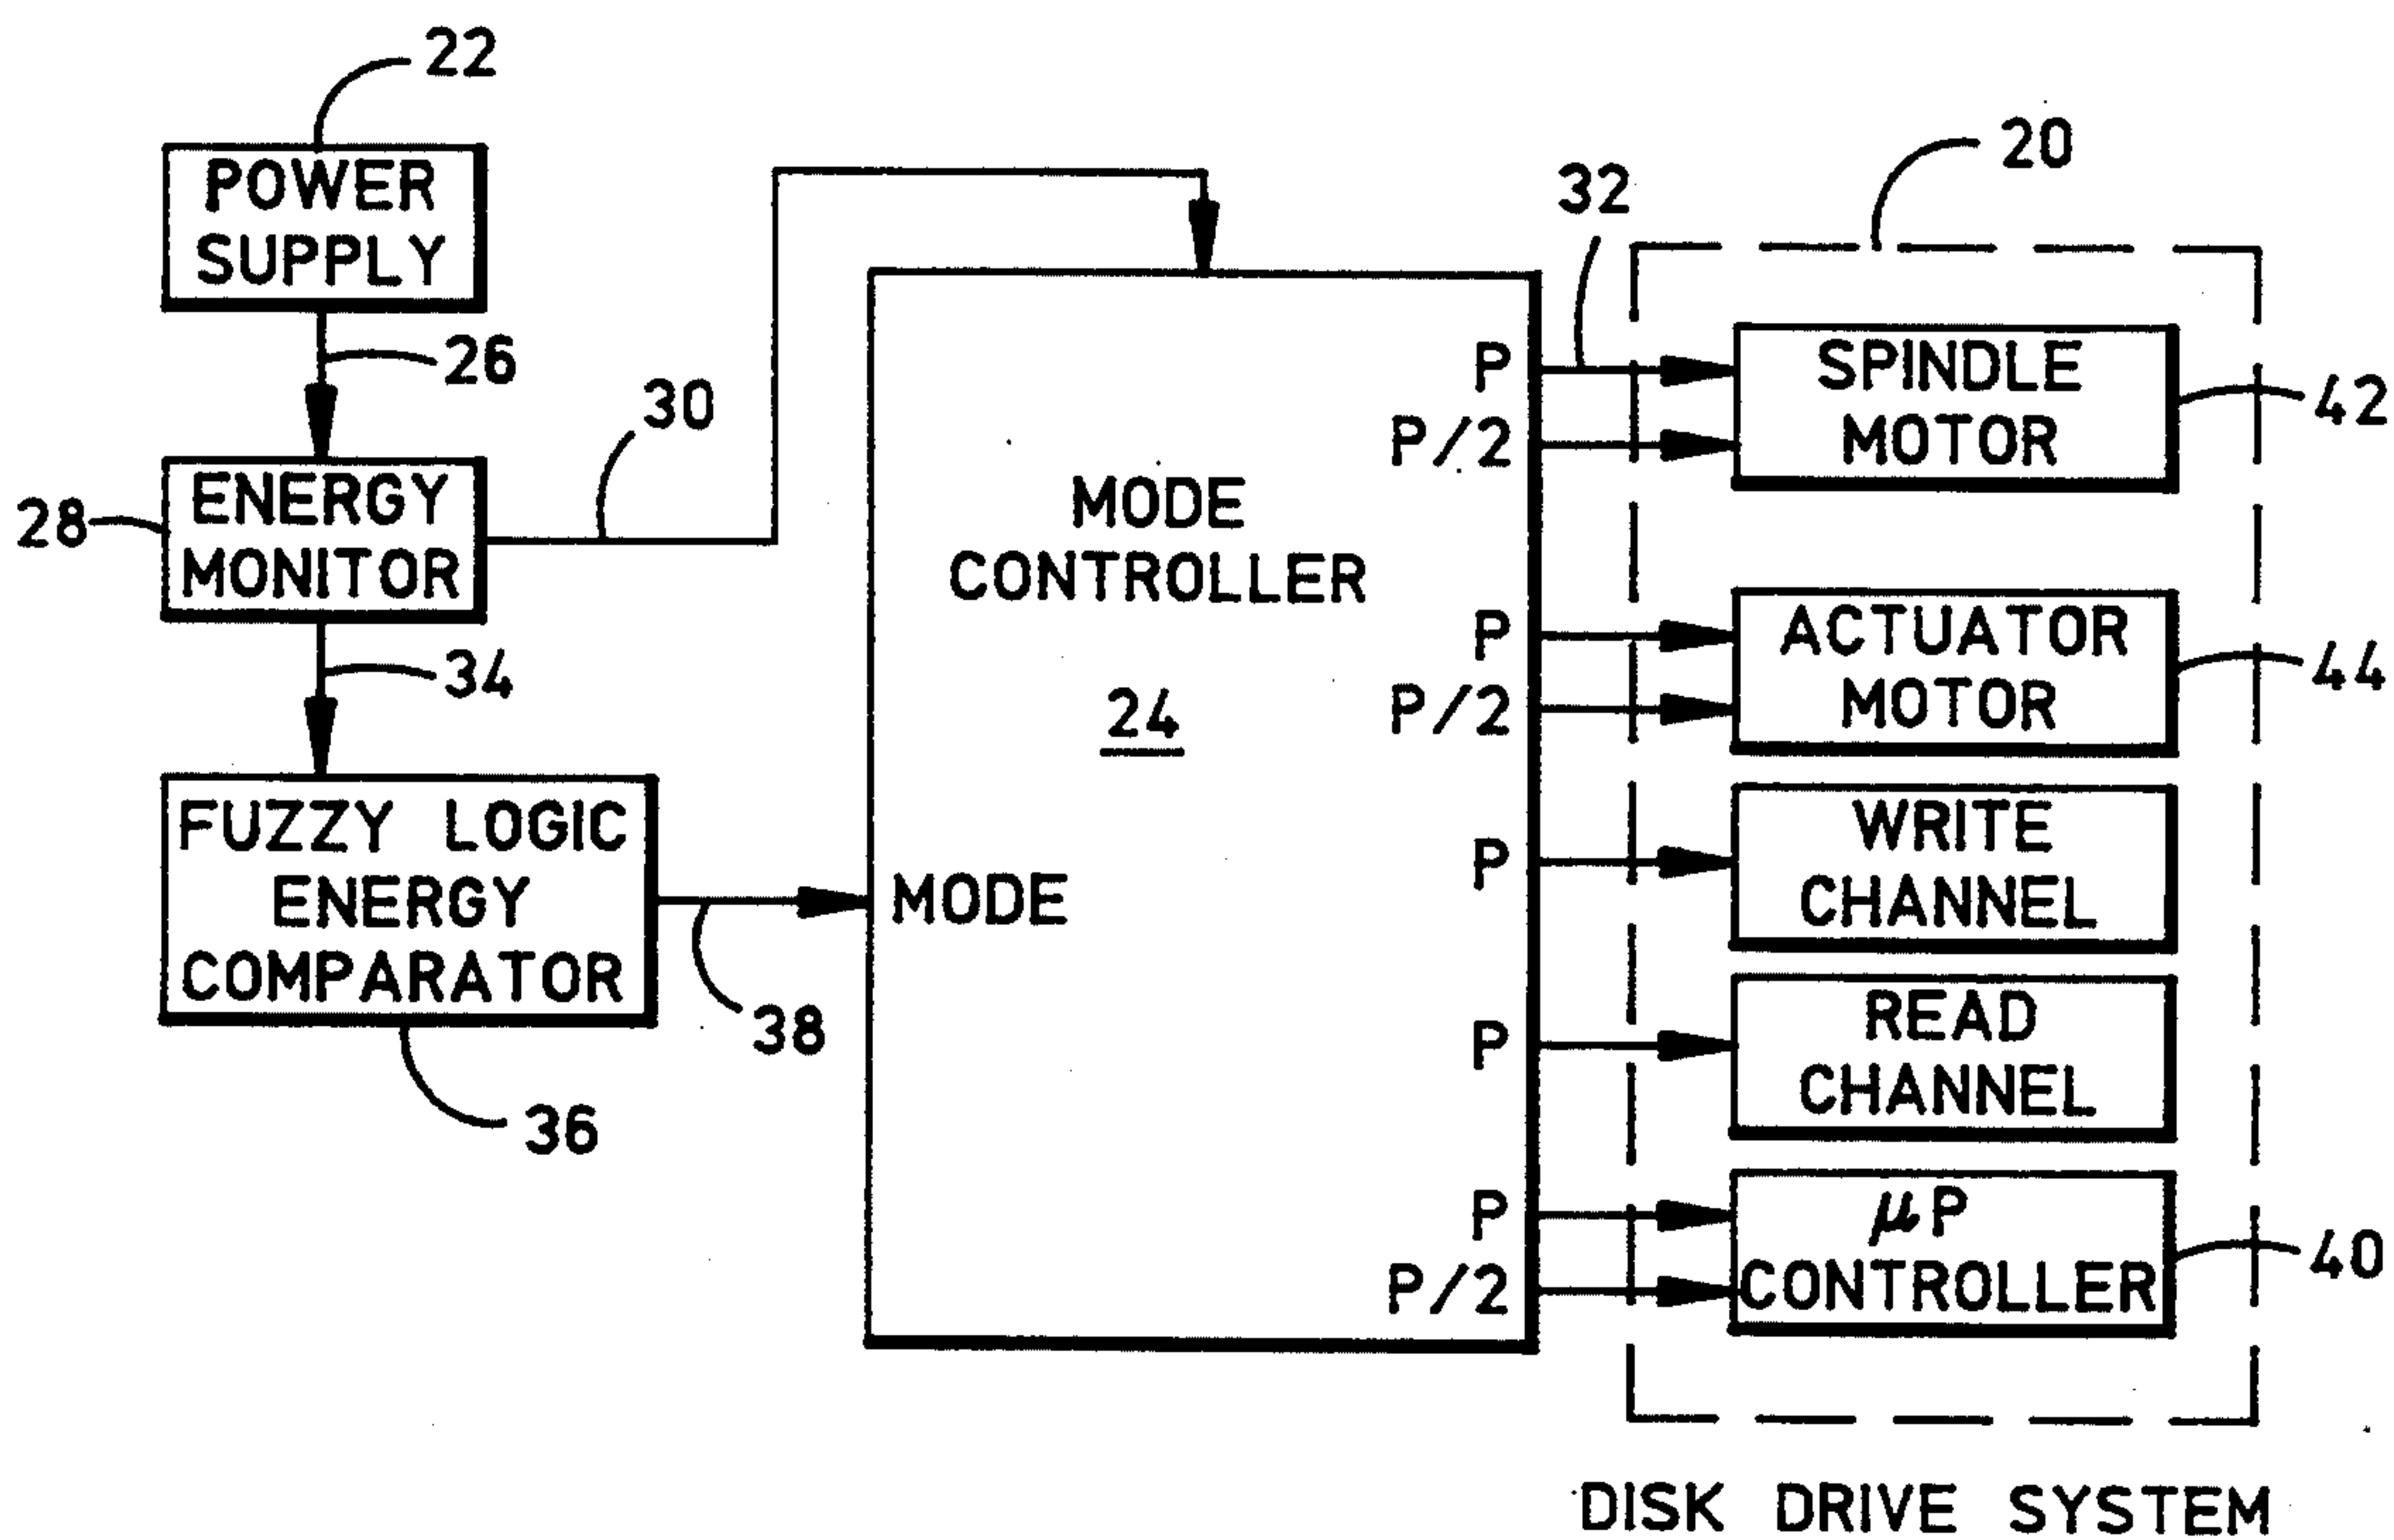 22
POWER
SUPPLY
26
28
ENERGY
MONITOR
30
34
FUZZY LOGIC
ENERGY
COMPARATOR
36
38
MODE
CONTROLLER
24
MODE
P
P/2
P
P/2
P
P
P
P/2
32
20
SPINDLE
MOTOR
42
ACTUATOR
MOTOR
44
WRITE
CHANNEL
READ
CHANNEL
μP
CONTROLLER
40
DISK DRIVE SYSTEM